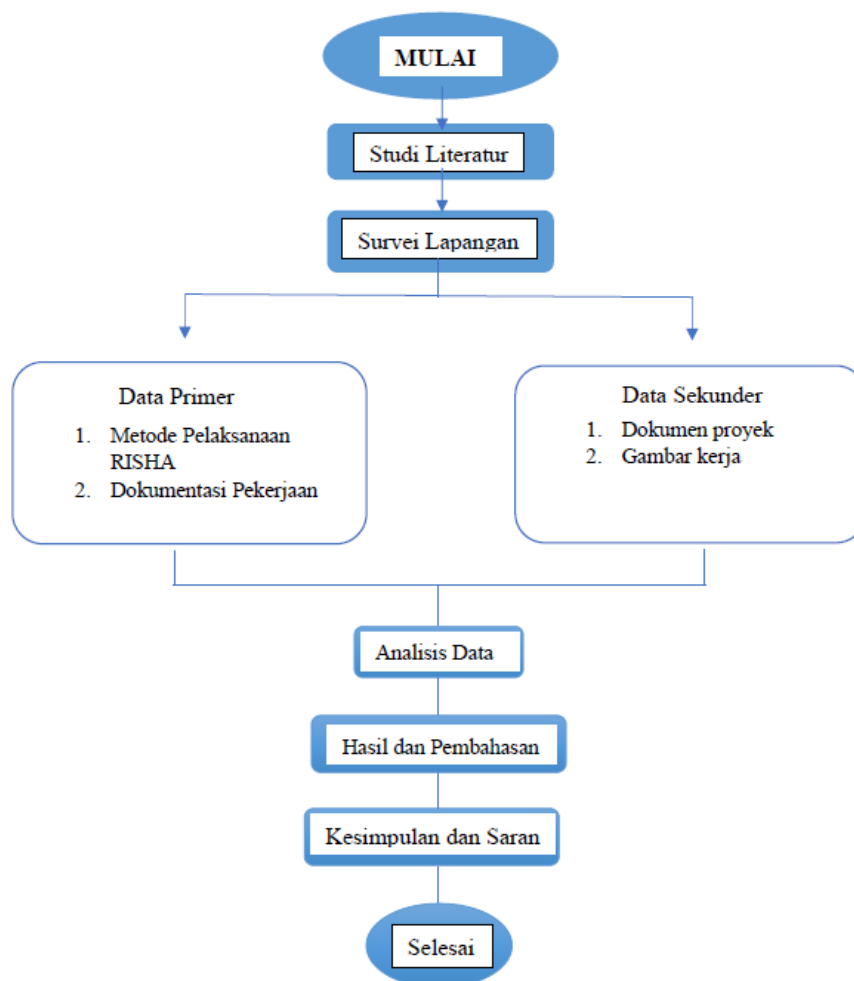 MULAI
Studi Literatur
Survei Lapangan
Data Primer
1. Metode Pelaksanaan
RISHA
2. Dokumentasi Pekerjaan
Data Sekunder
1. Dokumen proyek
2. Gambar kerja
Analisis Data
Hasil dan Pembahasan
Kesimpulan dan Saran
Selesai